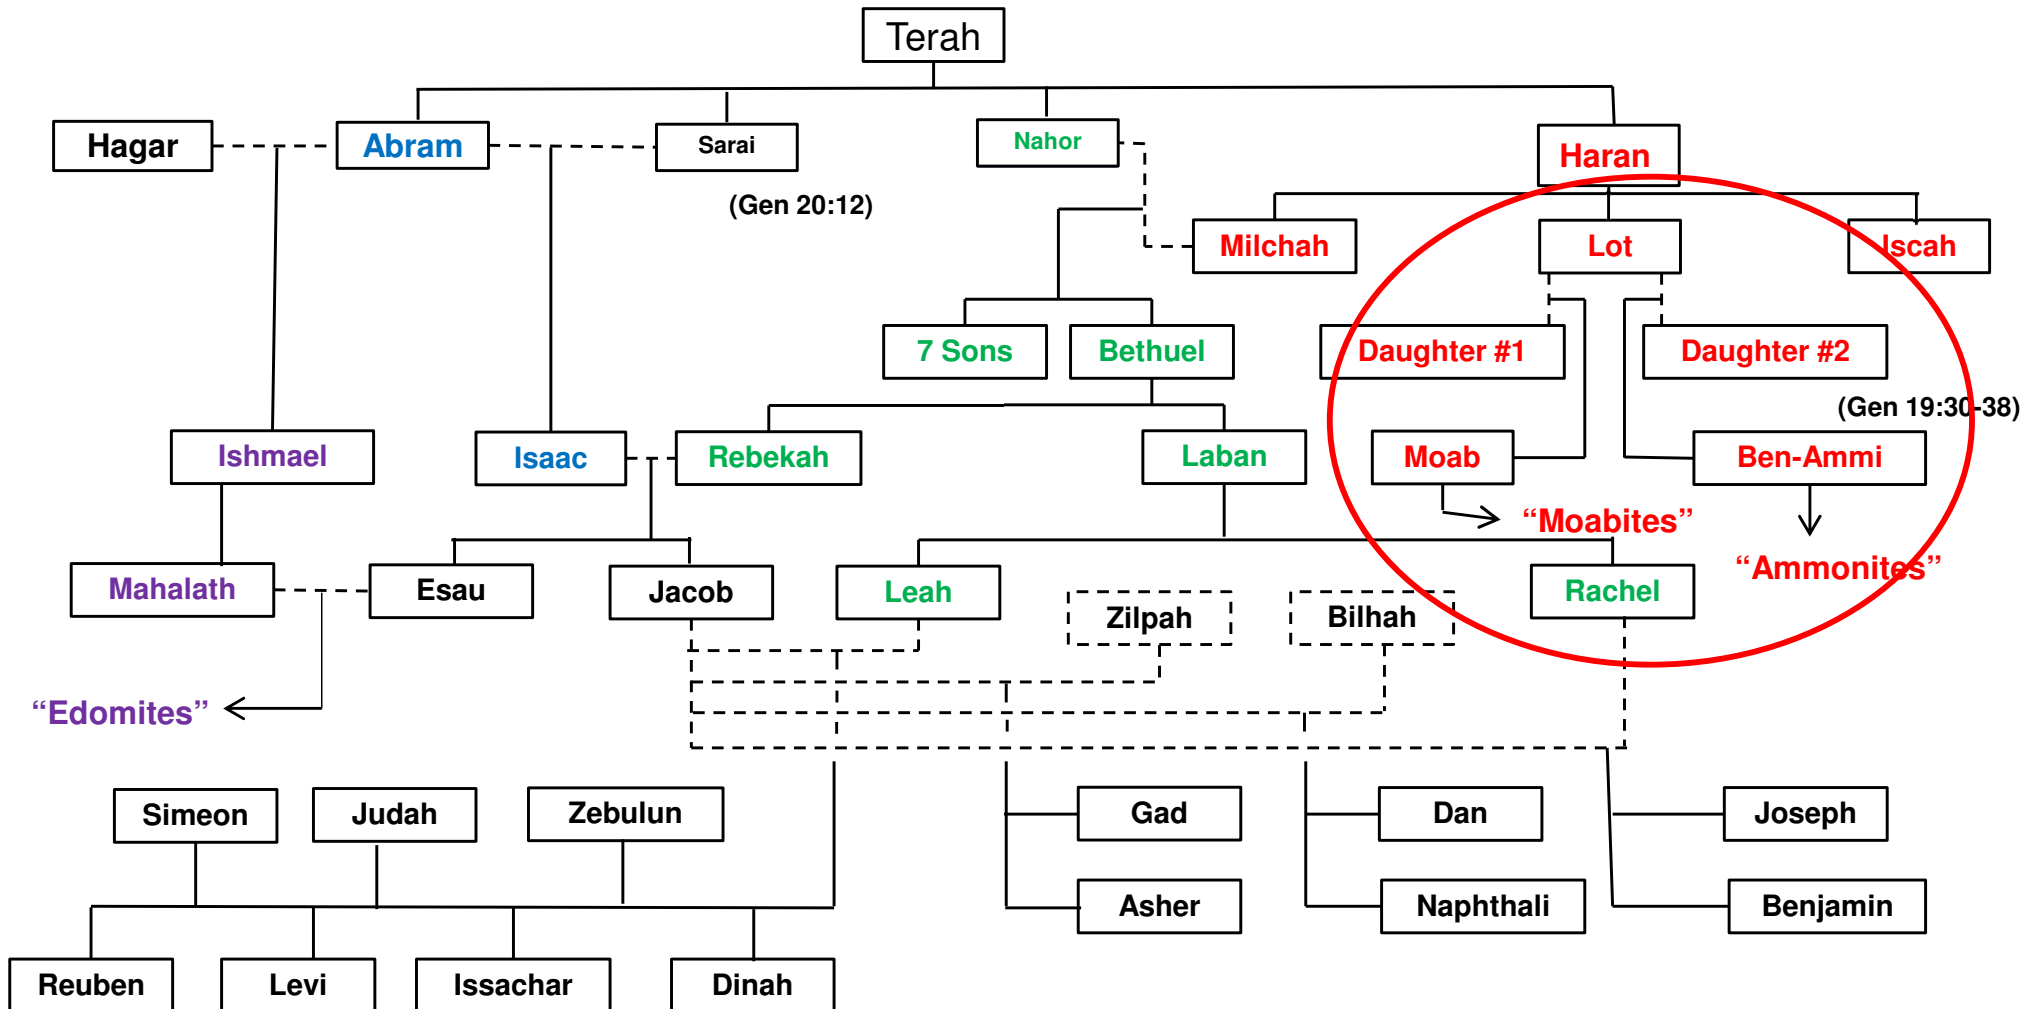 Terah
Hagar
Abram
Sarai
Nahor
Haran
(Gen 20:12)
Milchah
Lot
Iscah
7 Sons
Bethuel
Daughter #1
Daughter #2
(Gen 19:30-38)
Ishmael
Isaac
Rebekah
Laban
Moab
Ben-Ammi
“Moabites”
“Ammonites”
Mahalath
Esau
Jacob
Leah
Zilpah
Bilhah
Rachel
“Edomites”
Simeon
Judah
Zebulun
Gad
Dan
Joseph
Asher
Naphthali
Benjamin
Reuben
Levi
Issachar
Dinah